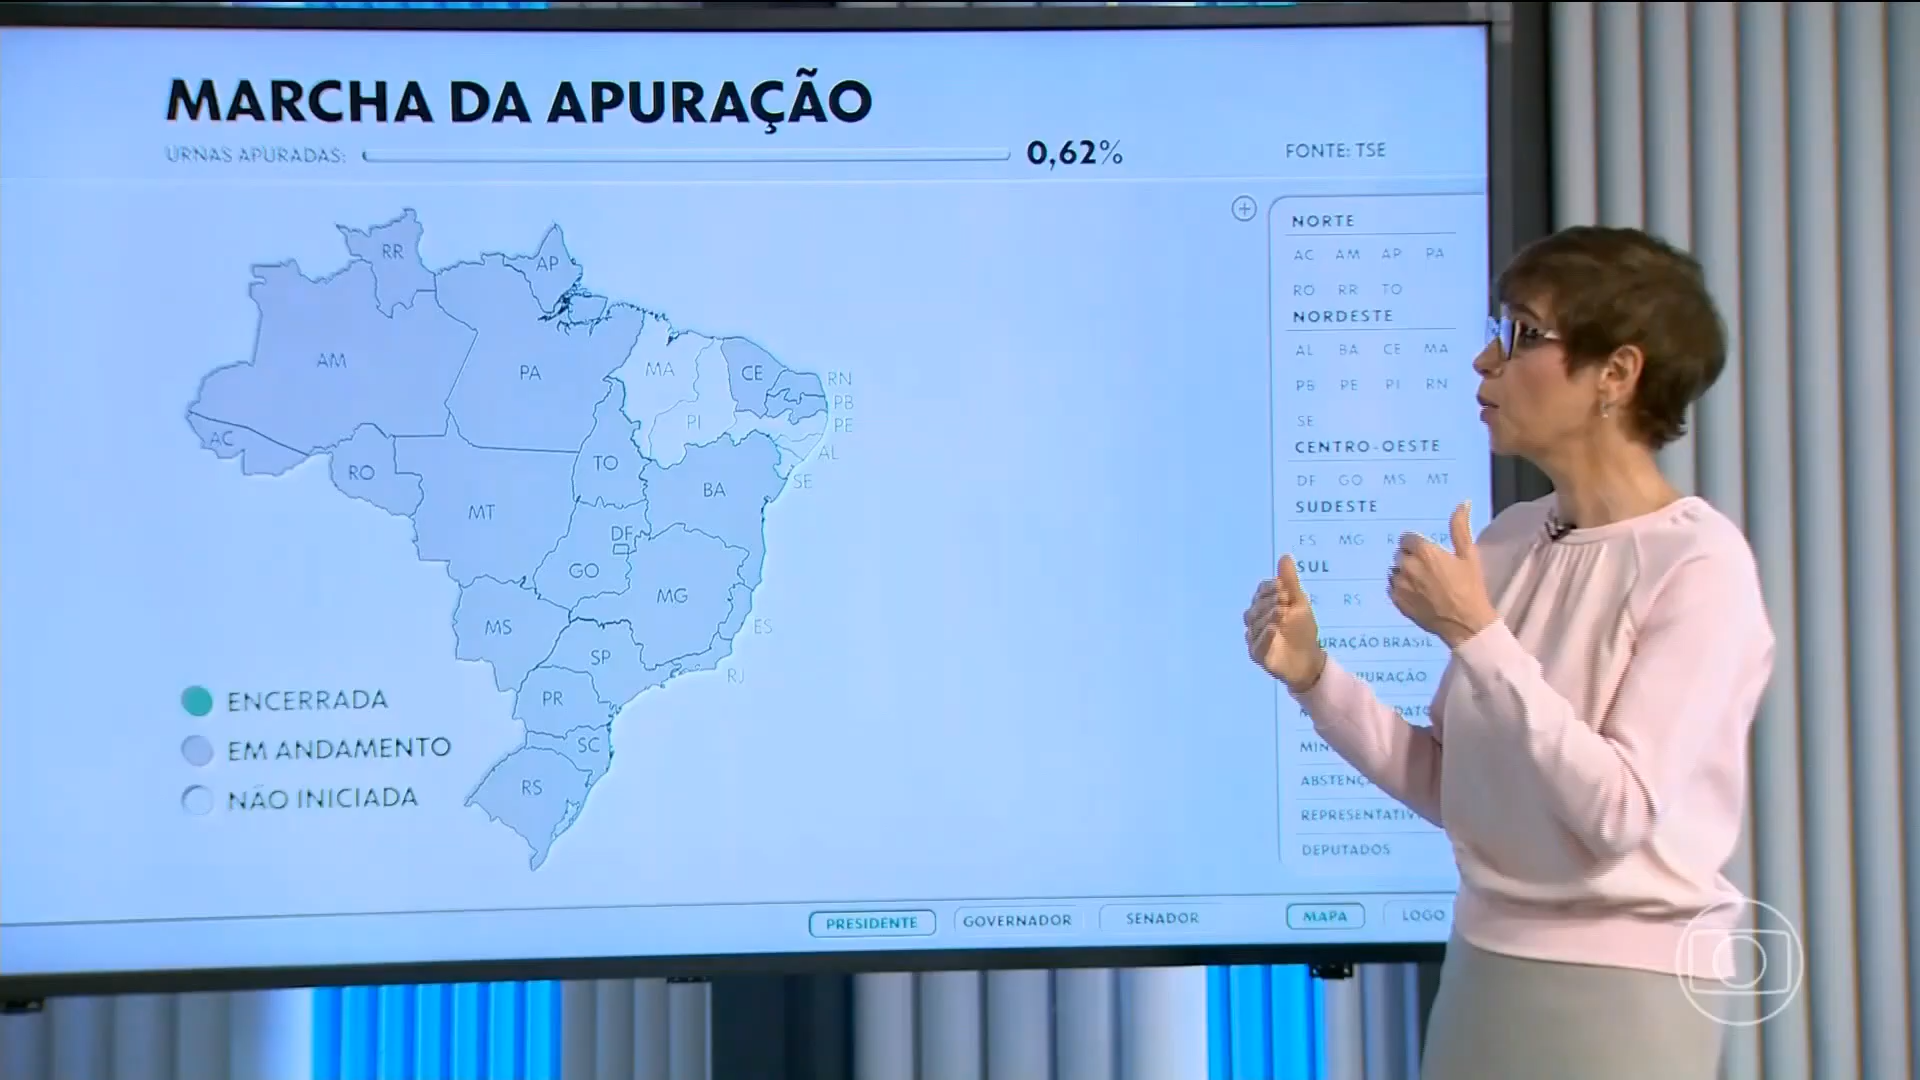 MARCHA DA APURAÇÃO
URNAS APURADAS: 0,62% FONTE: TSE
RR
AP
AM
PA
MA
CE
RN
PB
PI
PE
AC
AL
RO
TO
SE
BA
MT
DF
GO
MG
MS
ES
SP
RJ
PR
SC
RS
ENCERRADA
EM ANDAMENTO
NÃO INICIADA
NORTE
AC AM AP PA
RO RR TO
NORDESTE
AL BA CE MA
PB PE PI RN
SE
CENTRO-OESTE
DF GO MS MT
SUDESTE
ES MG SP
SUL
RS
DEPUTADOS
PRESIDENTE GOVERNADOR SENADOR MAPA LOGO